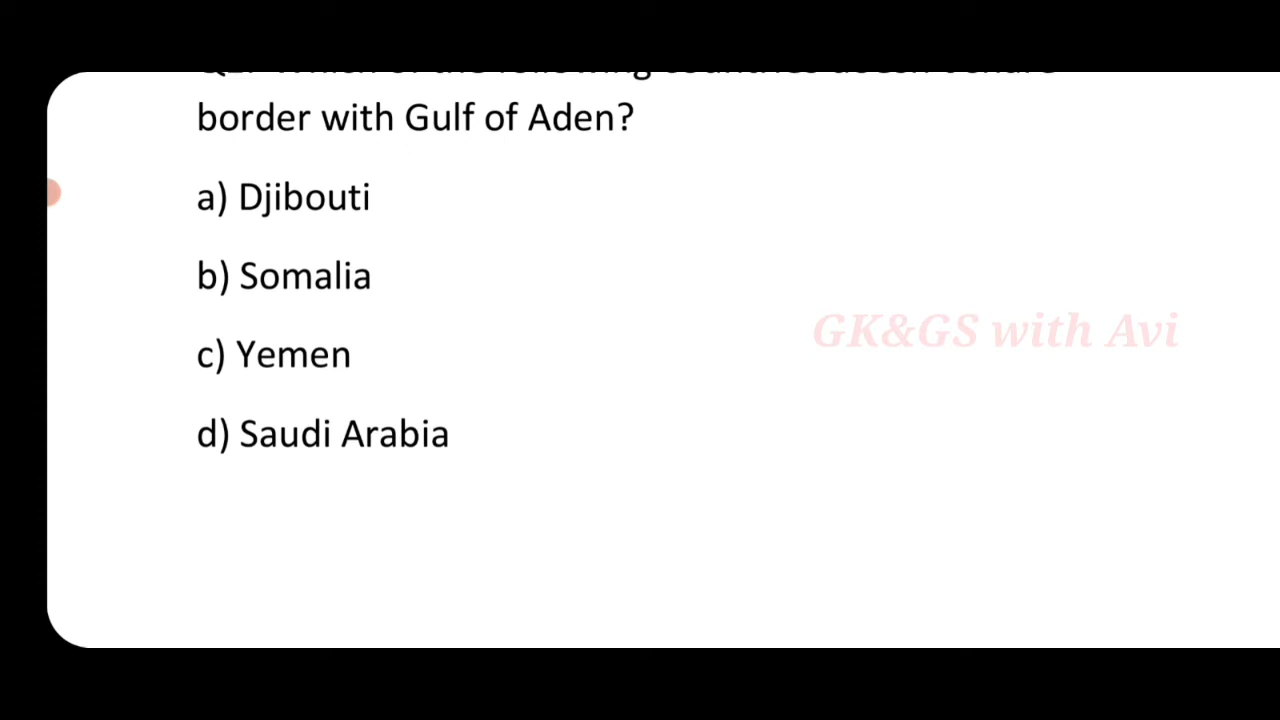 border with Gulf of Aden?
a) Djibouti
b) Somalia
GK&GS with Avi
c) Yemen
d) Saudi Arabia